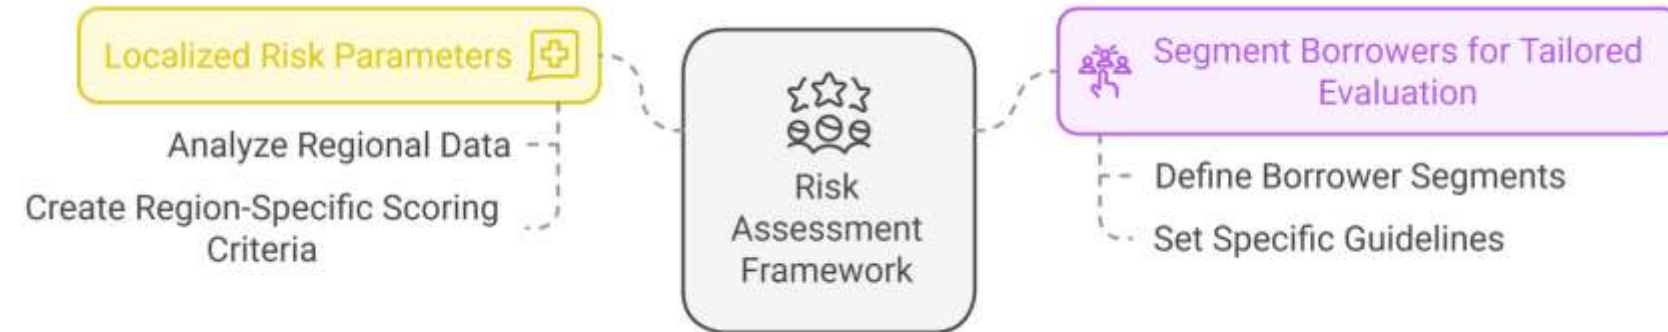 Localized Risk Parameters
Analyze Regional Data
Create Region-Specific Scoring
Criteria
Risk
Assessment
Framework
Segment Borrowers for Tailored
Evaluation
Define Borrower Segments
Set Specific Guidelines